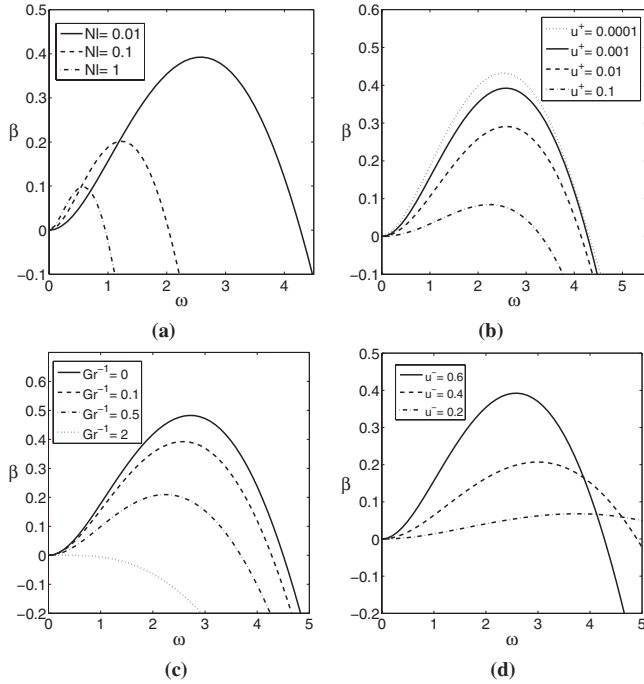 0.5
0.4
0.3
0.2
0.1
0
−0.1
β
Nl= 0.01
Nl= 0.1
Nl= 1
0 1 2 3 4
ω
(a)
0.6
0.5
0.4
0.3
0.2
0.1
0
−0.1
β
u⁺= 0.0001
u⁺= 0.001
u⁺= 0.01
u⁺= 0.1
0 1 2 3 4 5
ω
(b)
0.6
0.5
0.4
0.3
0.2
0.1
0
−0.1
−0.2
β
Gr⁻¹= 0
Gr⁻¹= 0.1
Gr⁻¹= 0.5
Gr⁻¹= 2
0 1 2 3 4 5
ω
(c)
0.5
0.4
0.3
0.2
0.1
0
−0.1
−0.2
β
u⁻= 0.6
u⁻= 0.4
u⁻= 0.2
0 1 2 3 4 5
ω
(d)